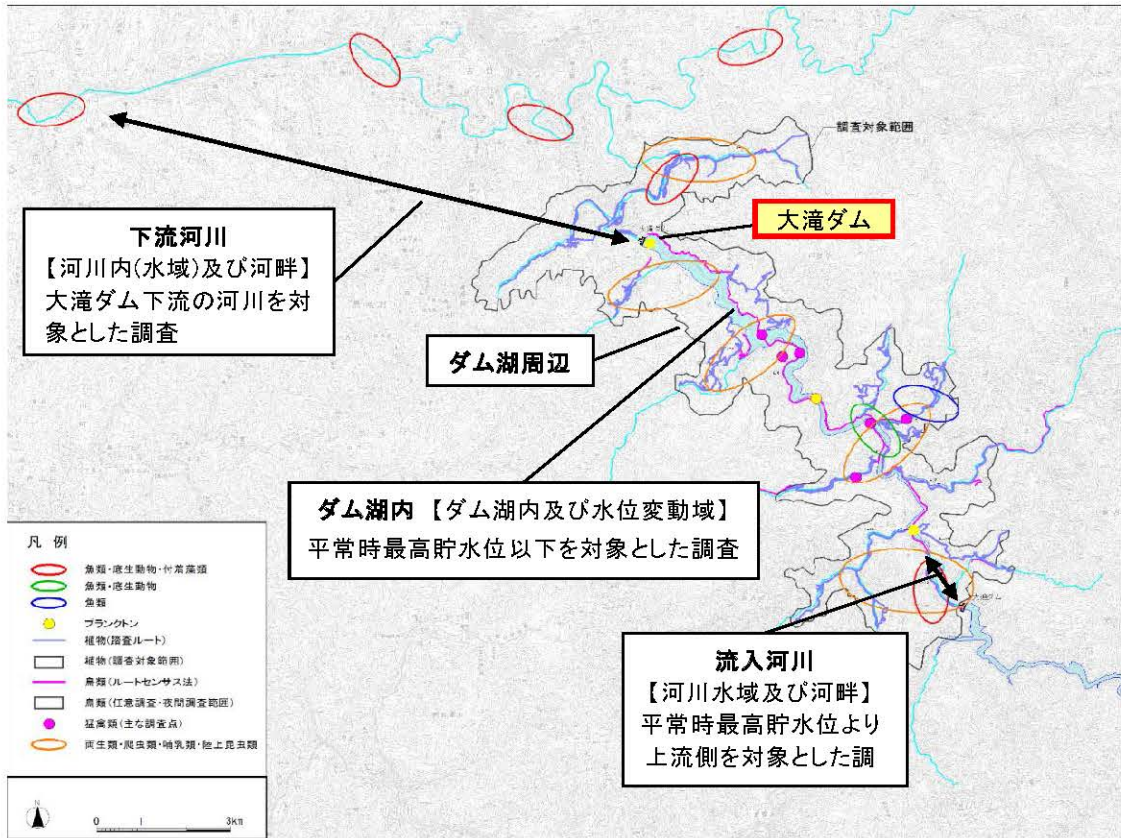 調査対象範囲
大滝ダム
下流河川
【河川内(水域)及び河畔】
大滝ダム下流の河川を対
象とした調査
ダム湖周辺
ダム湖内 【ダム湖内及び水位変動域】
平常時最高貯水位以下を対象とした調査
流入河川
【河川水域及び河畔】
平常時最高貯水位より
上流側を対象とした調
凡 例
魚類・底生動物・付着藻類
魚類・底生動物
魚類
プランクトン
植物(踏査ルート)
植物(調査対象範囲)
鳥類(ルートセンサス法)
鳥類(任意調査・夜間調査範囲)
猛禽類(主な調査点)
両生類・爬虫類・哺乳類・陸上昆虫類
N
0 1 3km